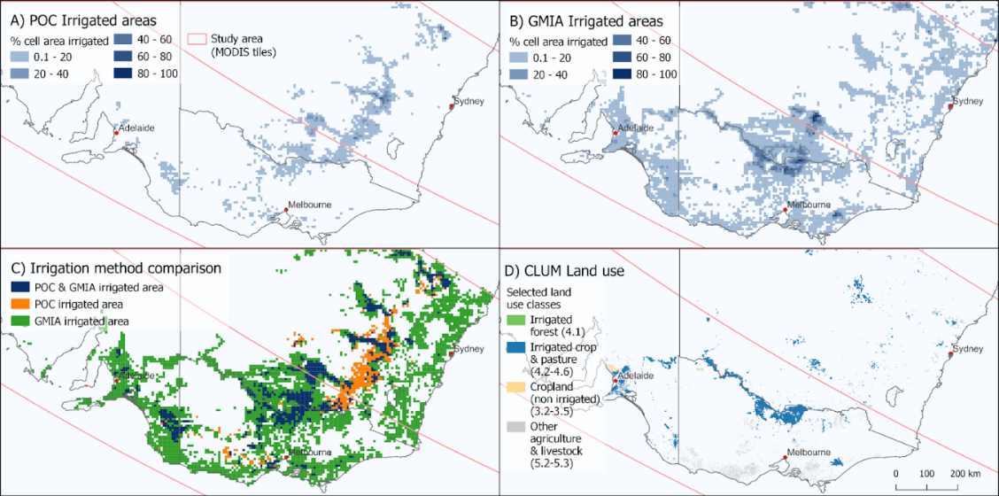 A) POC Irrigated areas
% cell area irrigated
0.1 - 20
20 - 40
40 - 60
60 - 80
80 - 100
Study area
(MODIS tiles)
Sydney
Adelaide
Melbourne
B) GMIA Irrigated areas
% cell area irrigated
0.1 - 20
20 - 40
40 - 60
60 - 80
80 - 100
Sydney
Adelaide
Melbourne
C) Irrigation method comparison
POC & GMIA irrigated area
POC irrigated area
GMIA irrigated area
Sydney
Adelaide
Melbourne
D) CLUM Land use
Selected land
use classes
Irrigated
forest (4.1)
Irrigated crop
& pasture
(4.2-4.6)
Cropland
(non irrigated)
(3.2-3.5)
Other
agriculture
& livestock
(5.2-5.3)
Sydney
Adelaide
Melbourne
0 100 200 km